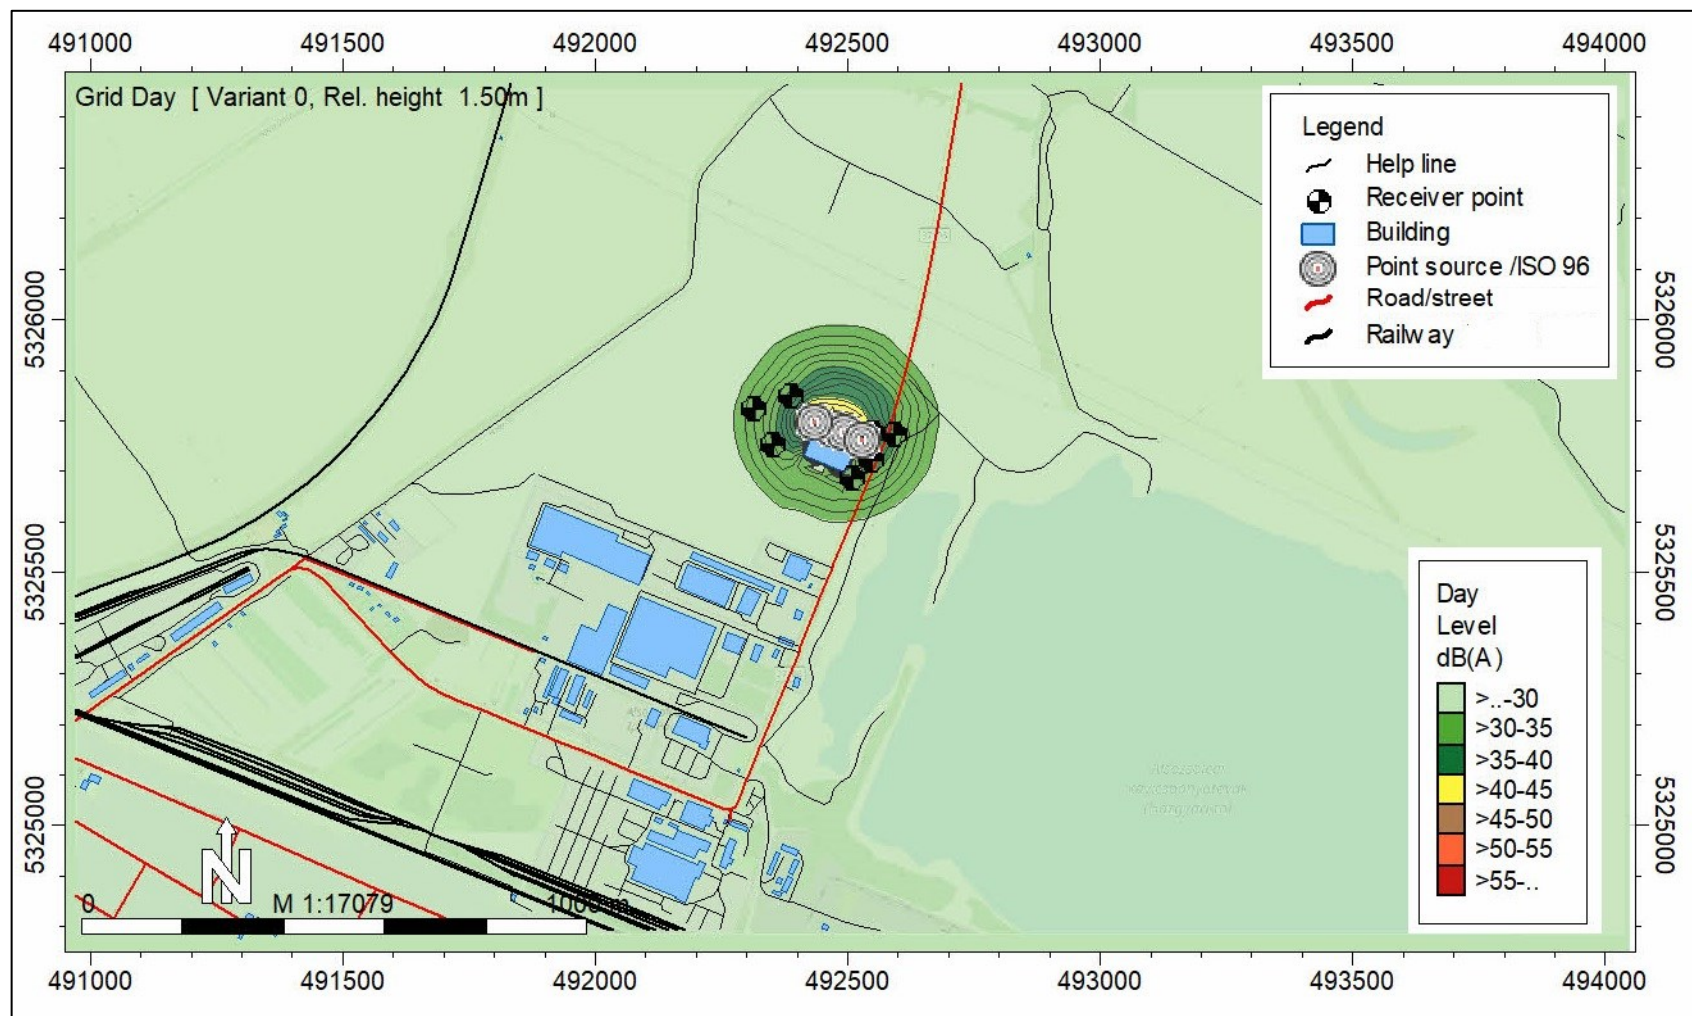 491000 491500 492000 492500 493000 493500 494000
Grid Day [ Variant 0, Rel. height 1.50m ]
Legend
Help line
Receiver point
Building
Point source /ISO 96
Road/street
Railway
5326000
5326000
5325500
5325500
5325000
5325000
Day
Level
dB(A)
>..-30
>30-35
>35-40
>40-45
>45-50
>50-55
>55-..
N
0 M 1:17079 1000 m
491000 491500 492000 492500 493000 493500 494000